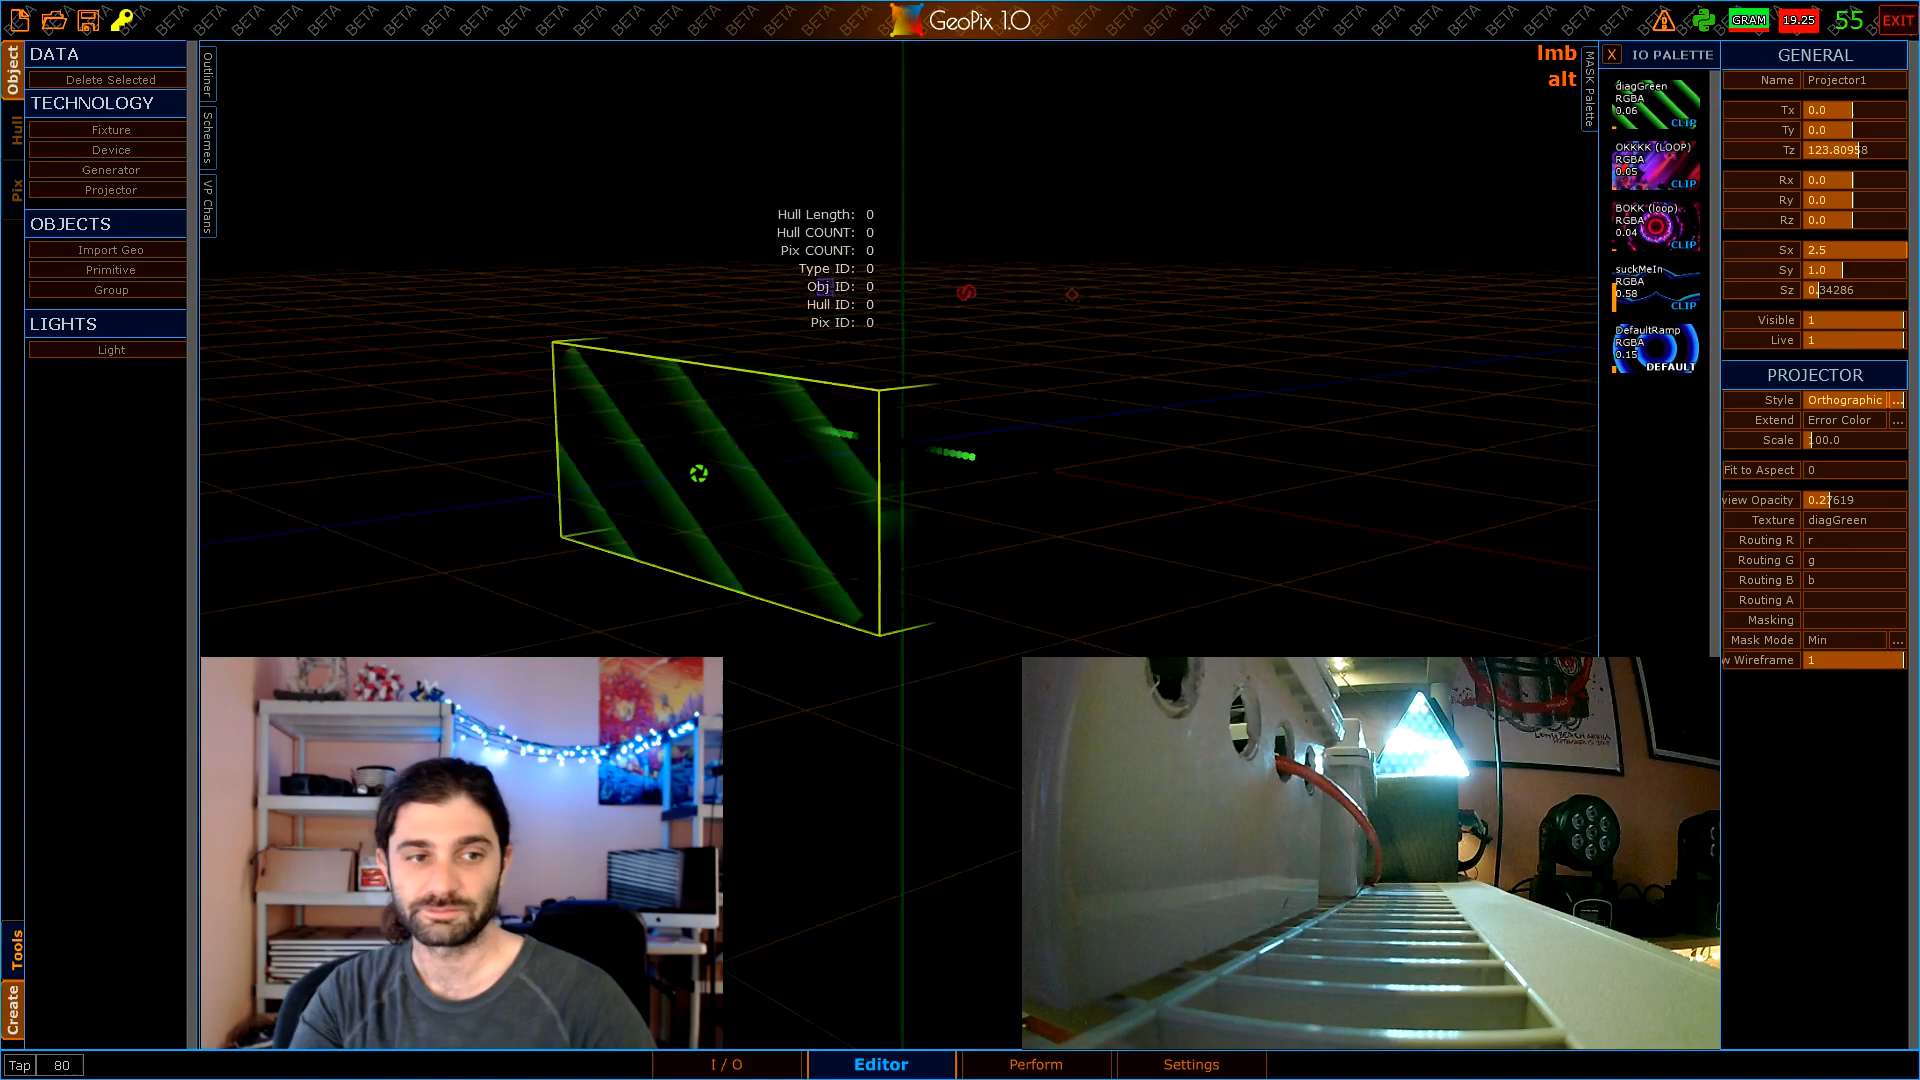 GeoPix 1.0
GRAM
19.25
55
EXIT
BETA
Object
Hull
Pix
Tools
Create
DATA
Delete Selected
TECHNOLOGY
Fixture
Device
Generator
Projector
OBJECTS
Import Geo
Primitive
Group
LIGHTS
Light
Outliner
Schemes
VP Chans
Hull Length: 0
Hull COUNT: 0
Pix COUNT: 0
Type ID: 0
Obj ID: 0
Hull ID: 0
Pix ID: 0
lmb
alt
MASK Palette
X IO PALETTE
diagGreen
RGBA
0.06
CLIP
OKKKK (LOOP)
RGBA
0.05
CLIP
BOKK (loop)
RGBA
0.04
CLIP
suckMeIn
RGBA
0.58
CLIP
DefaultRamp
RGBA
0.15
DEFAULT
GENERAL
Name Projector1
Tx 0.0
Ty 0.0
Tz 123.80958
Rx 0.0
Ry 0.0
Rz 0.0
Sx 2.5
Sy 1.0
Sz 0.34286
Visible 1
Live 1
PROJECTOR
Style Orthographic ...
Extend Error Color ...
Scale 100.0
Fit to Aspect 0
view Opacity 0.27619
Texture diagGreen
Routing R r
Routing G g
Routing B b
Routing A
Masking
Mask Mode Min ...
w Wireframe 1
Tap 80
I / O
Editor
Perform
Settings